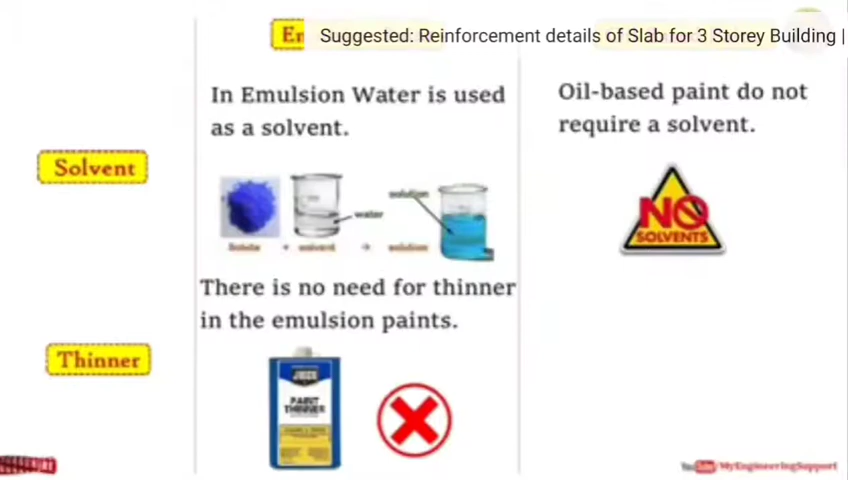 Suggested: Reinforcement details of Slab for 3 Storey Building |
In Emulsion Water is used
as a solvent.
Oil-based paint do not
require a solvent.
Solvent
NO
SOLVENTS
solution
water
solvent → solution
There is no need for thinner
in the emulsion paints.
Thinner
PAINT
THINNER
YouTube/MyEngineeringSupport